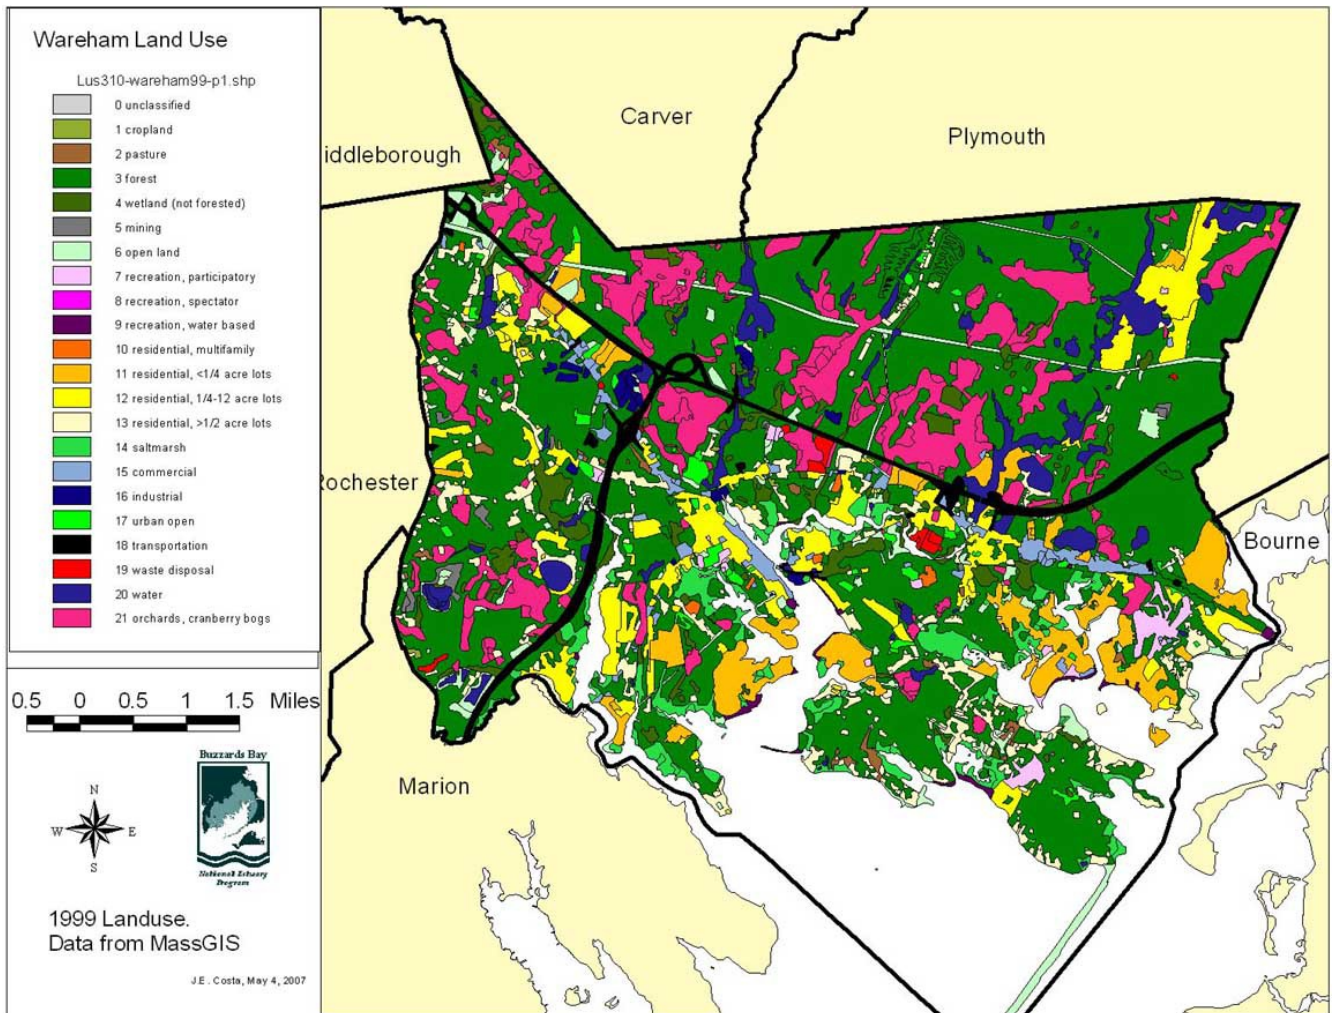 Wareham Land Use
Lus310-wareham99-p1.shp
0 unclassified
1 cropland
2 pasture
3 forest
4 wetland (not forested)
5 mining
6 open land
7 recreation, participatory
8 recreation, spectator
9 recreation, water based
10 residential, multifamily
11 residential, <1/4 acre lots
12 residential, 1/4-12 acre lots
13 residential, >1/2 acre lots
14 saltmarsh
15 commercial
16 industrial
17 urban open
18 transportation
19 waste disposal
20 water
21 orchards, cranberry bogs
0.5 0 0.5 1 1.5 Miles
N
W E
S
Buzzards Bay
National Estuary
Program
1999 Landuse.
Data from MassGIS
J.E. Costa, May 4, 2007
Carver
Plymouth
iddleborough
Rochester
Bourne
Marion